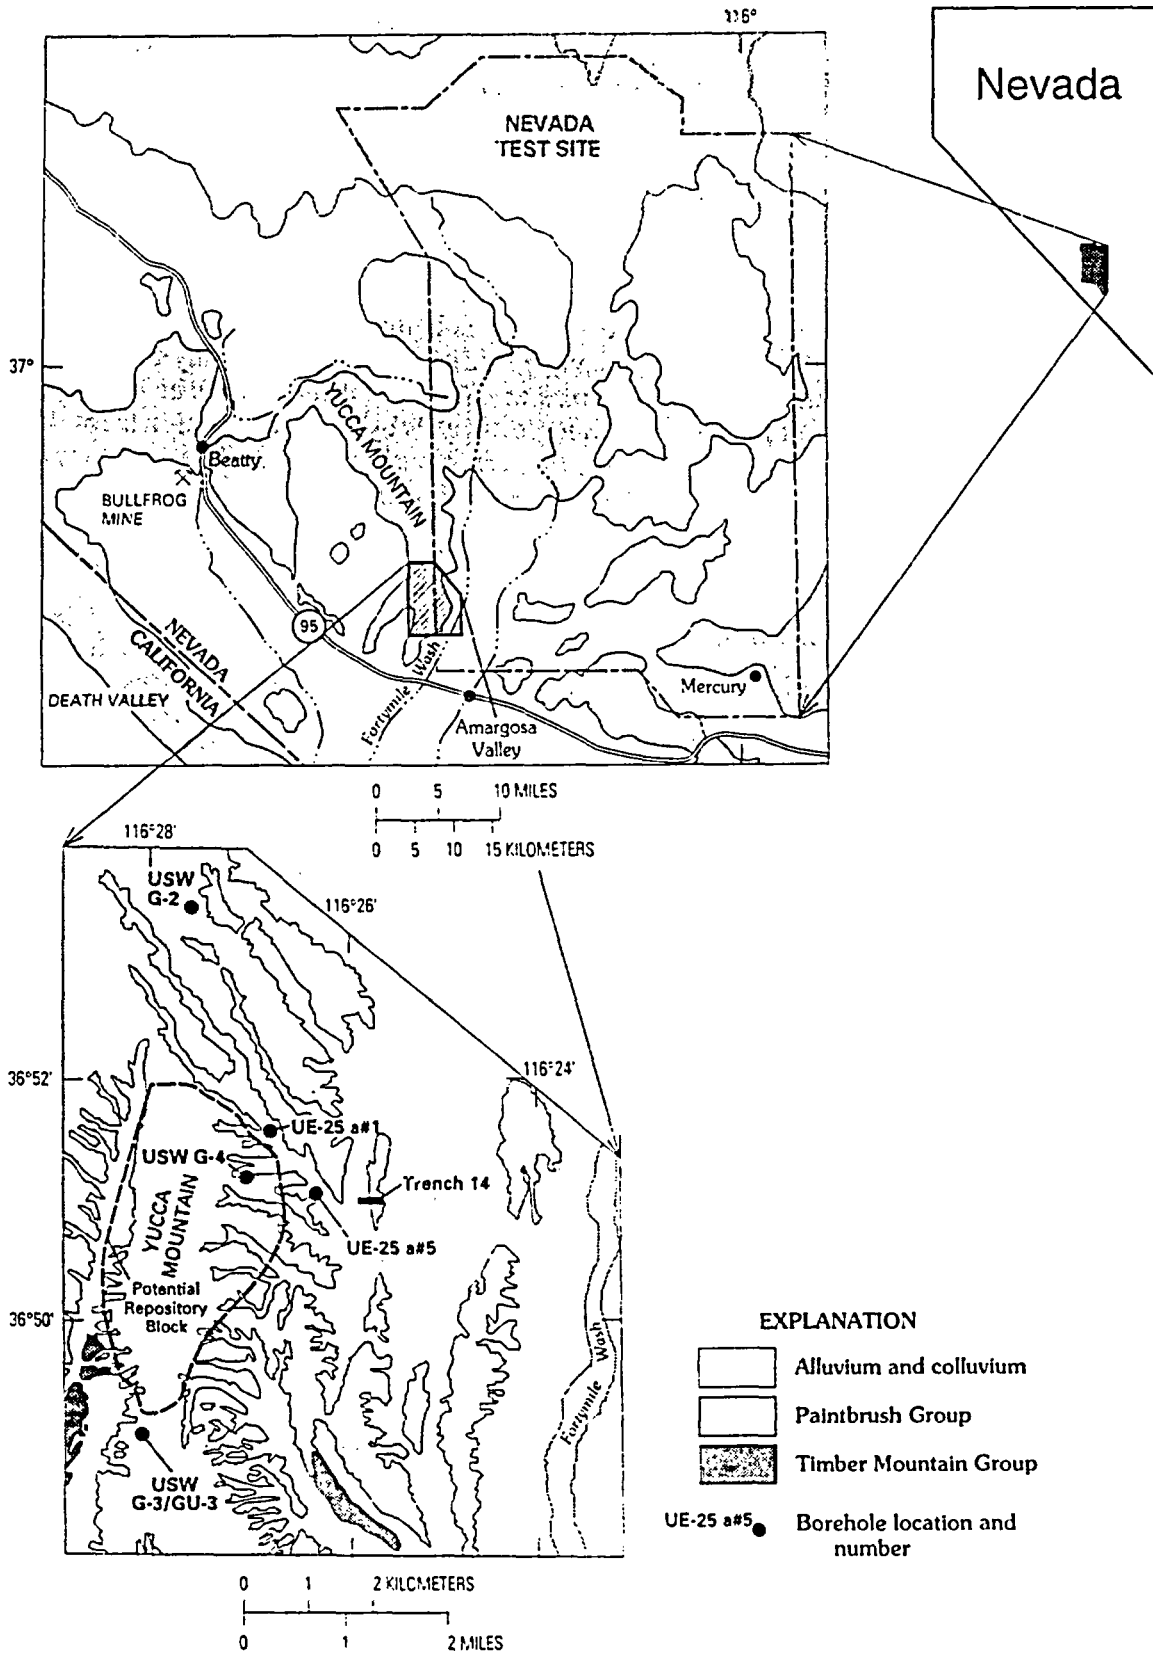 116°
Nevada
NEVADA
TEST SITE
37°
YUCCA MOUNTAIN
Beatty
BULLFROG
MINE
95
NEVADA
CALIFORNIA
DEATH VALLEY
Fortymile Wash
Mercury
Amargosa
Valley
0 5 10 MILES
0 5 10 15 KILOMETERS
116°28'
USW
G-2
116°26'
116°24'
36°52'
UE-25 a#1
USW G-4
Trench 14
YUCCA
MOUNTAIN
UE-25 a#5
Potential
Repository
Block
36°50'
Fortymile Wash
USW
G-3/GU-3
EXPLANATION
Alluvium and colluvium
Paintbrush Group
Timber Mountain Group
UE-25 a#5 Borehole location and
number
0 1 2 KILOMETERS
0 1 2 MILES